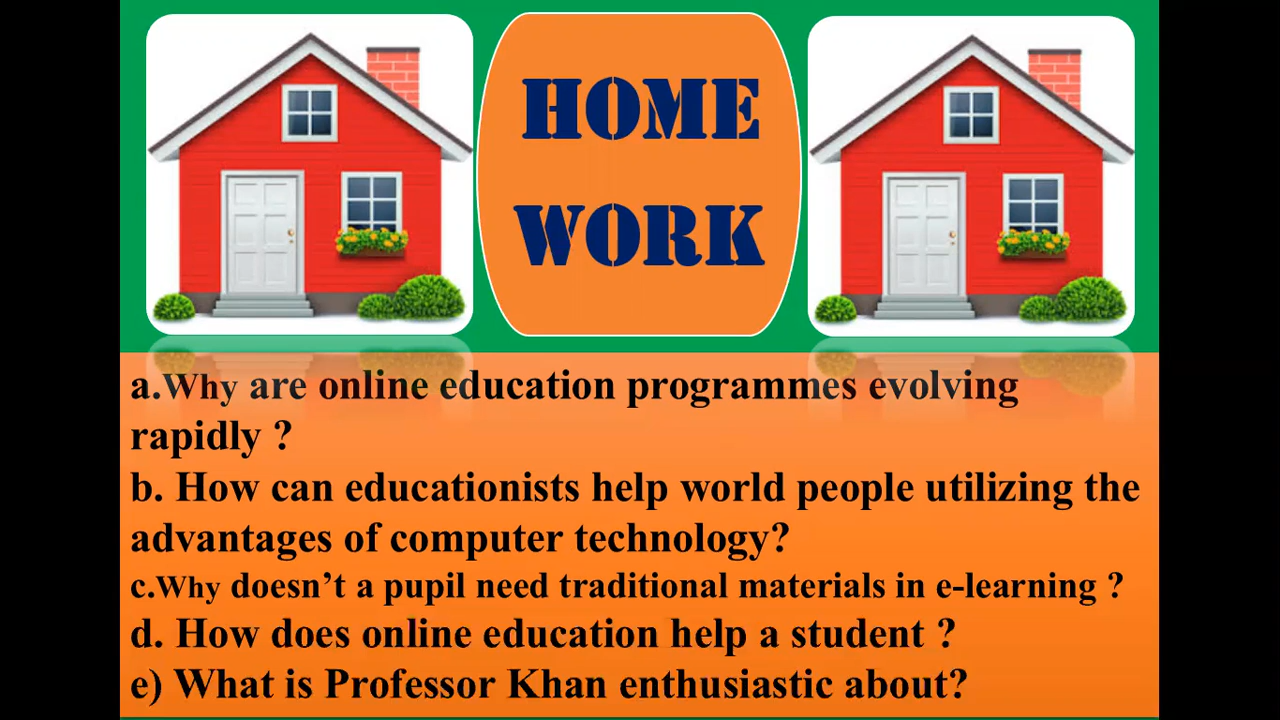 HOME
WORK
a.Why are online education programmes evolving
rapidly ?
b. How can educationists help world people utilizing the
advantages of computer technology?
c.Why doesn’t a pupil need traditional materials in e-learning ?
d. How does online education help a student ?
e) What is Professor Khan enthusiastic about?